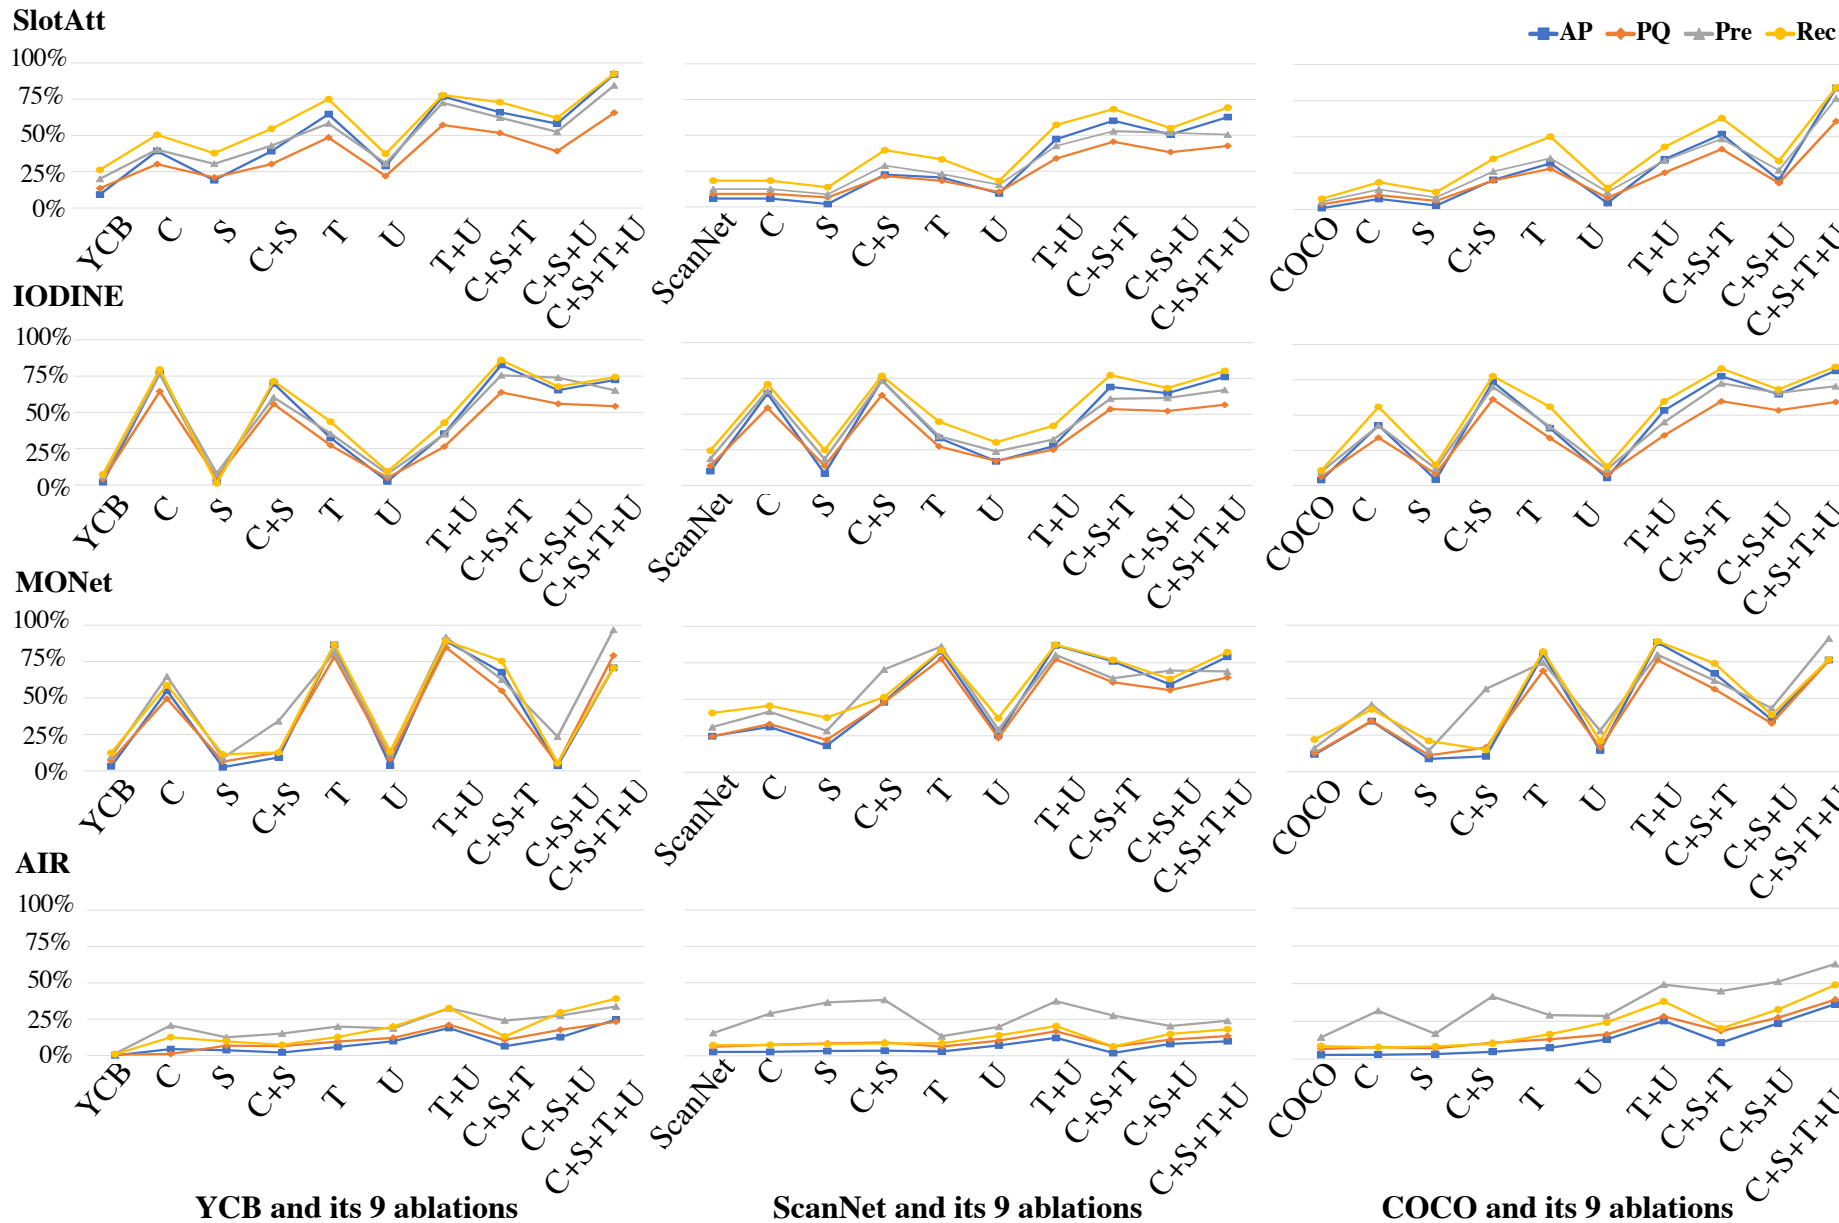 SlotAtt
AP PQ Pre Rec
100%
75%
50%
25%
0%
YCB C S C+S T U T+U C+S+T C+S+U C+S+T+U
ScanNet C S C+S T U T+U C+S+T C+S+U C+S+T+U
COCO C S C+S T U T+U C+S+T C+S+U C+S+T+U
IODINE
100%
75%
50%
25%
0%
YCB C S C+S T U T+U C+S+T C+S+U C+S+T+U
ScanNet C S C+S T U T+U C+S+T C+S+U C+S+T+U
COCO C S C+S T U T+U C+S+T C+S+U C+S+T+U
MONet
100%
75%
50%
25%
0%
YCB C S C+S T U T+U C+S+T C+S+U C+S+T+U
ScanNet C S C+S T U T+U C+S+T C+S+U C+S+T+U
COCO C S C+S T U T+U C+S+T C+S+U C+S+T+U
AIR
100%
75%
50%
25%
0%
YCB C S C+S T U T+U C+S+T C+S+U C+S+T+U
ScanNet C S C+S T U T+U C+S+T C+S+U C+S+T+U
COCO C S C+S T U T+U C+S+T C+S+U C+S+T+U
YCB and its 9 ablations
ScanNet and its 9 ablations
COCO and its 9 ablations